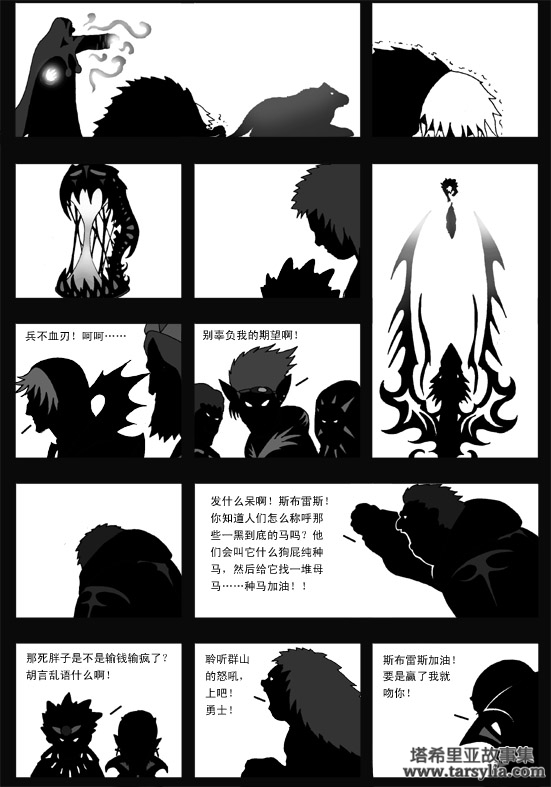 兵不血刃！呵呵……
别辜负我的期望啊！
发什么呆啊！斯布雷斯！
你知道人们怎么称呼那
些一黑到底的马吗？他
们会叫它什么狗屁纯种
马，然后给它找一堆母
马……种马加油！！
那死胖子是不是输钱输疯了？
胡言乱语什么啊！
聆听群山
的怒吼，
上吧！
勇士！
斯布雷斯加油！
要是赢了我就
吻你！
塔希里亚故事集
www.tarsylia.com